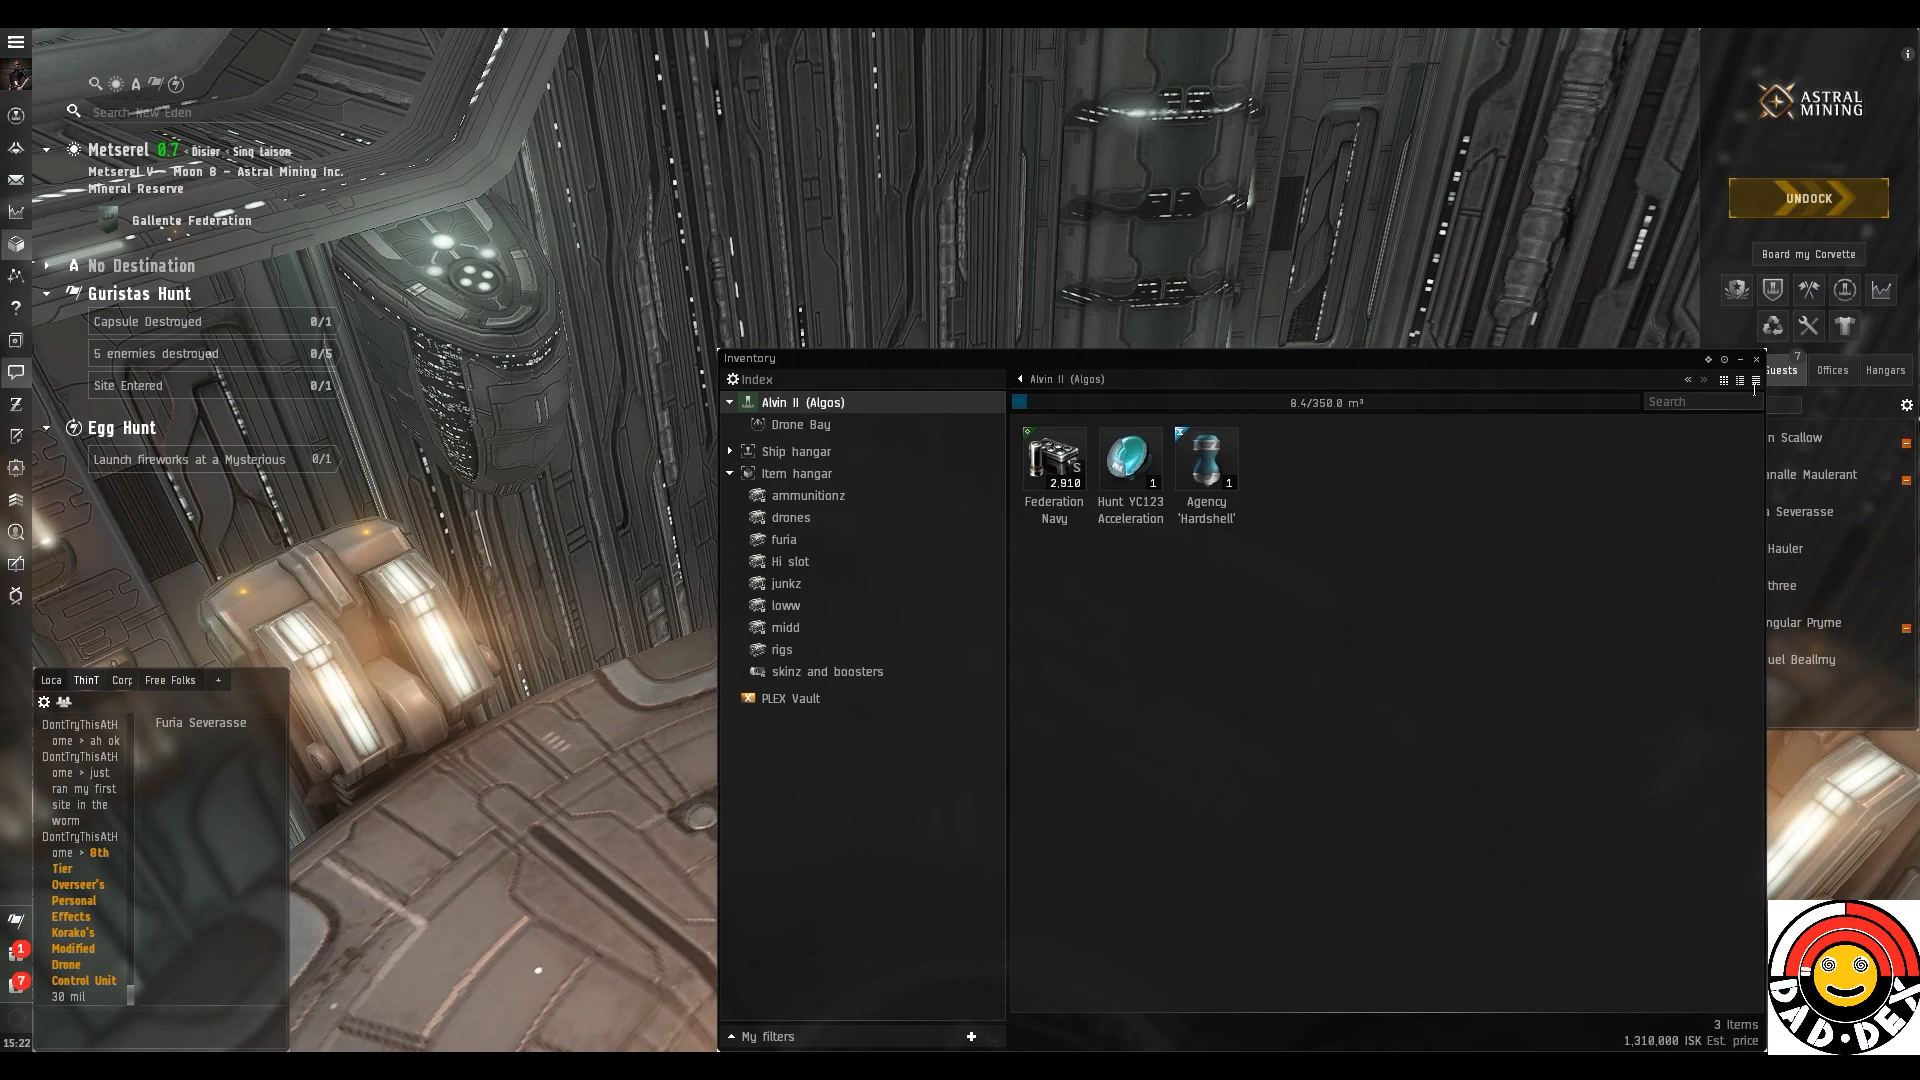 Search New Eden
Metserel 0.7 ‹ Disier ‹ Sinq Laison
Metserel V - Moon 8 - Astral Mining Inc.
Mineral Reserve
Gallente Federation
No Destination
Guristas Hunt
Capsule Destroyed 0/1
5 enemies destroyed 0/5
Site Entered 0/1
Egg Hunt
Launch fireworks at a Mysterious 0/1
ASTRAL
MINING
UNDOCK
Board my Corvette
7
Guests Offices Hangars
n Scallow
nalle Maulerant
a Severasse
Hauler
three
ngular Pryme
uel Beallmy
Inventory
Index
Alvin II (Algos)
Drone Bay
Ship hangar
Item hangar
ammunitionz
drones
furia
Hi slot
junkz
loww
midd
rigs
skinz and boosters
PLEX Vault
My filters +
Alvin II (Algos)
8.4/350.0 m³
Search
S
2,910
Federation
Navy
1
Hunt YC123
Acceleration
1
Agency
'Hardshell'
3 Items
1,310,000 ISK Est. price
Loca ThinT Corp Free Folks +
DontTryThisAtH
ome > ah ok
DontTryThisAtH
ome > just
ran my first
site in the
worm
DontTryThisAtH
ome > 8th
Tier
Overseer's
Personal
Effects
Korako's
Modified
Drone
Control Unit
30 mil
Furia Severasse
1
7
15:22
DAD·DEX